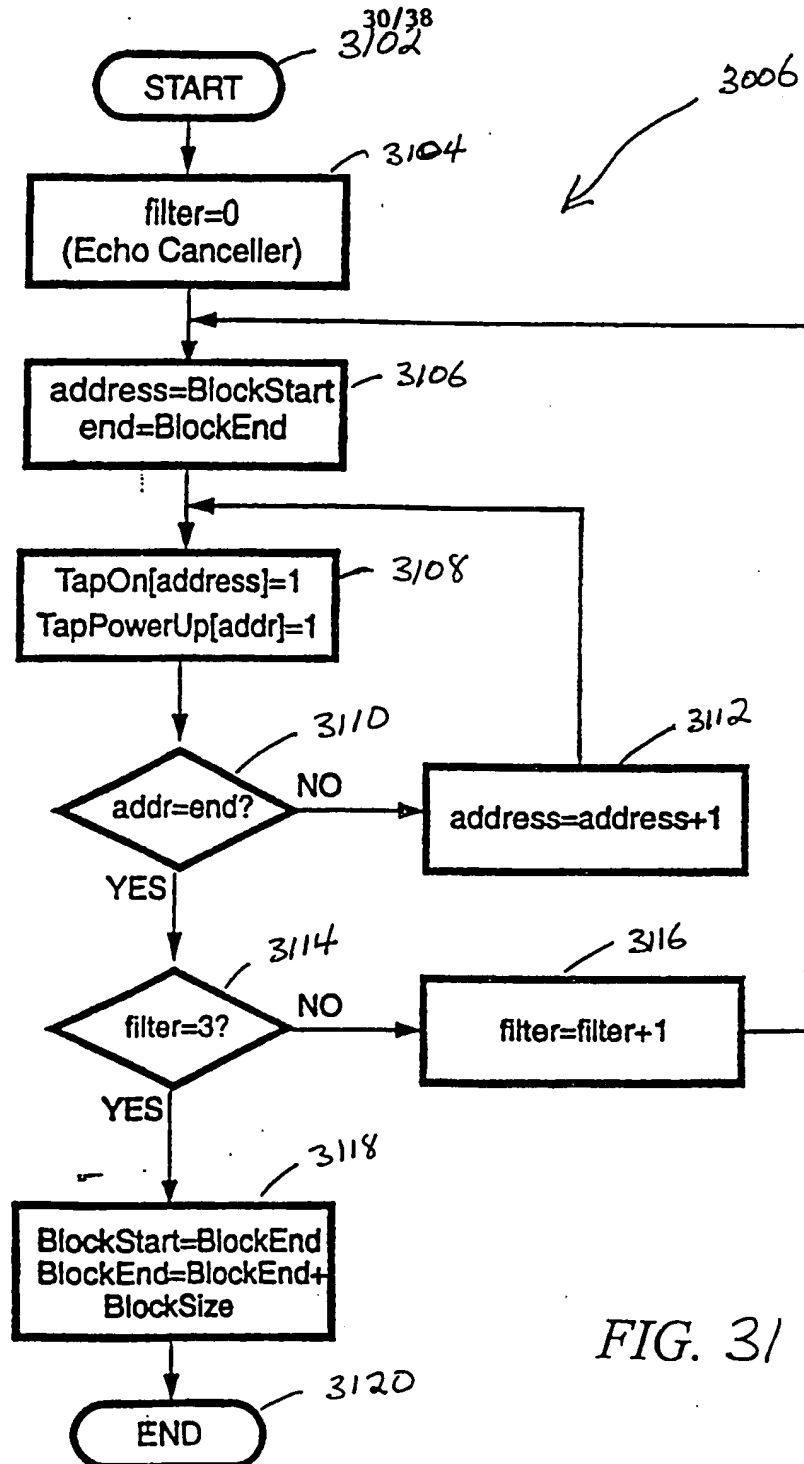 30/38
3102
START
3006
3104
filter=0
(Echo Canceller)
3106
address=BlockStart
end=BlockEnd
3108
TapOn[address]=1
TapPowerUp[addr]=1
3110
addr=end?
NO
3112
address=address+1
YES
3114
filter=3?
NO
3116
filter=filter+1
YES
3118
BlockStart=BlockEnd
BlockEnd=BlockEnd+
BlockSize
3120
END
FIG. 31